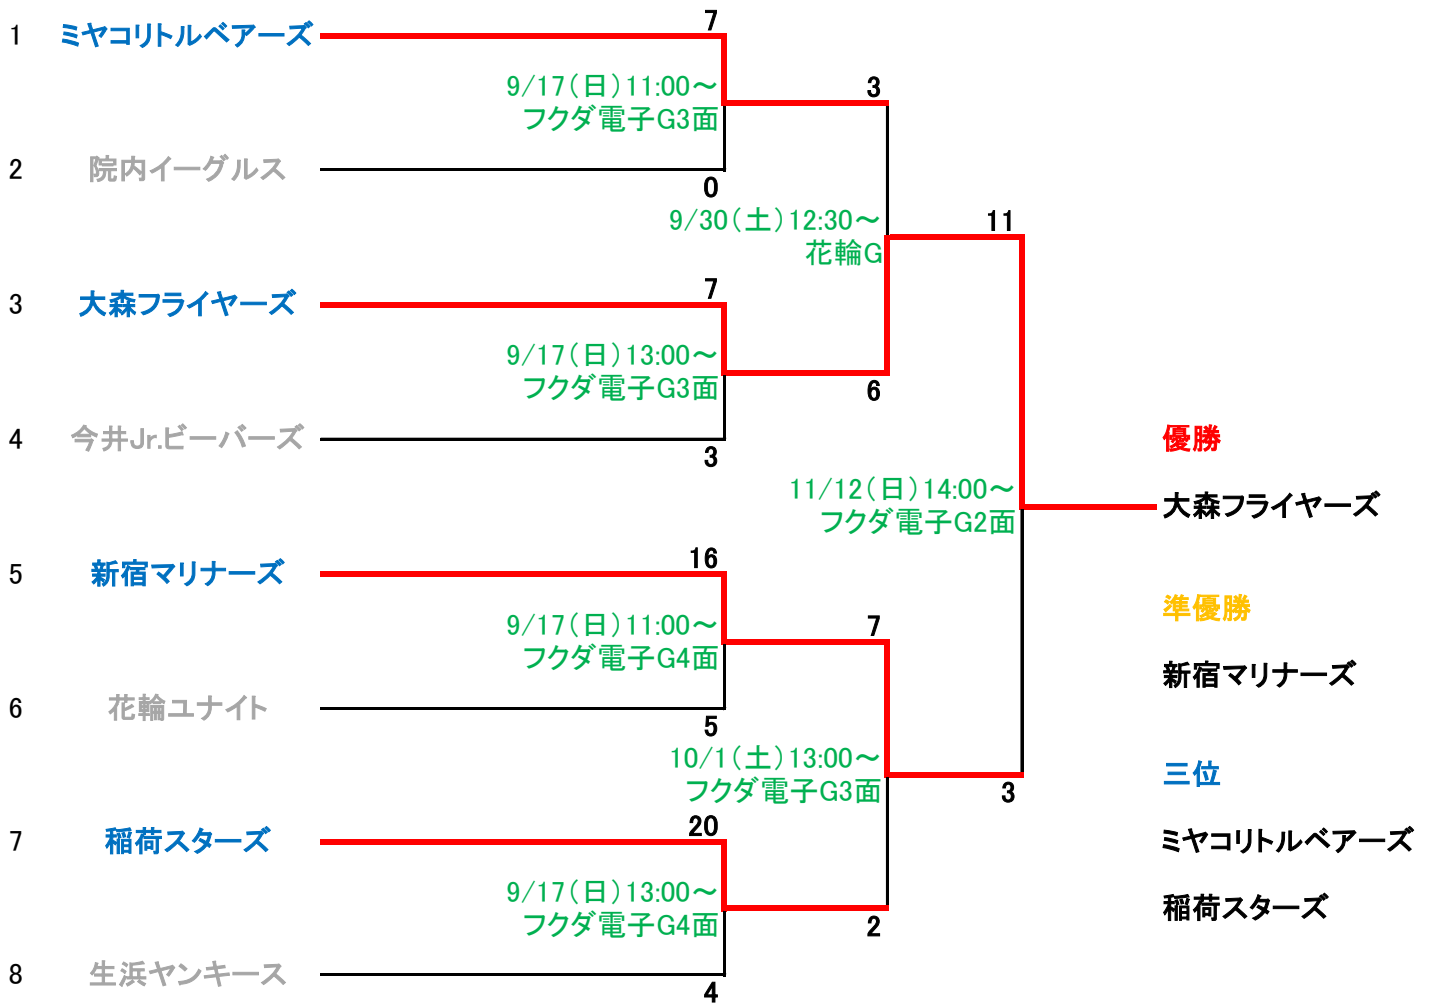 7
1 ミヤコリトルベアーズ
3
9/17(日)11:00～
フクダ電子G3面
2 院内イーグルス
0
9/30(土)12:30～
11
花輪G
7
3 大森フライヤーズ
9/17(日)13:00～
フクダ電子G3面
6
4 今井Jr.ビーバーズ
3
優勝
11/12(日)14:00～
フクダ電子G2面
大森フライヤーズ
16
5 新宿マリナーズ
準優勝
9/17(日)11:00～
7
フクダ電子G4面
新宿マリナーズ
6 花輪ユナイト
5
10/1(土)13:00～
フクダ電子G3面
三位
3
20
7 稲荷スターズ
ミヤコリトルベアーズ
9/17(日)13:00～
フクダ電子G4面
稲荷スターズ
2
8 生浜ヤンキース
4